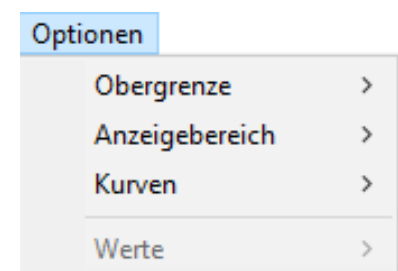 Optionen
Obergrenze
Anzeigebereich
Kurven
Werte